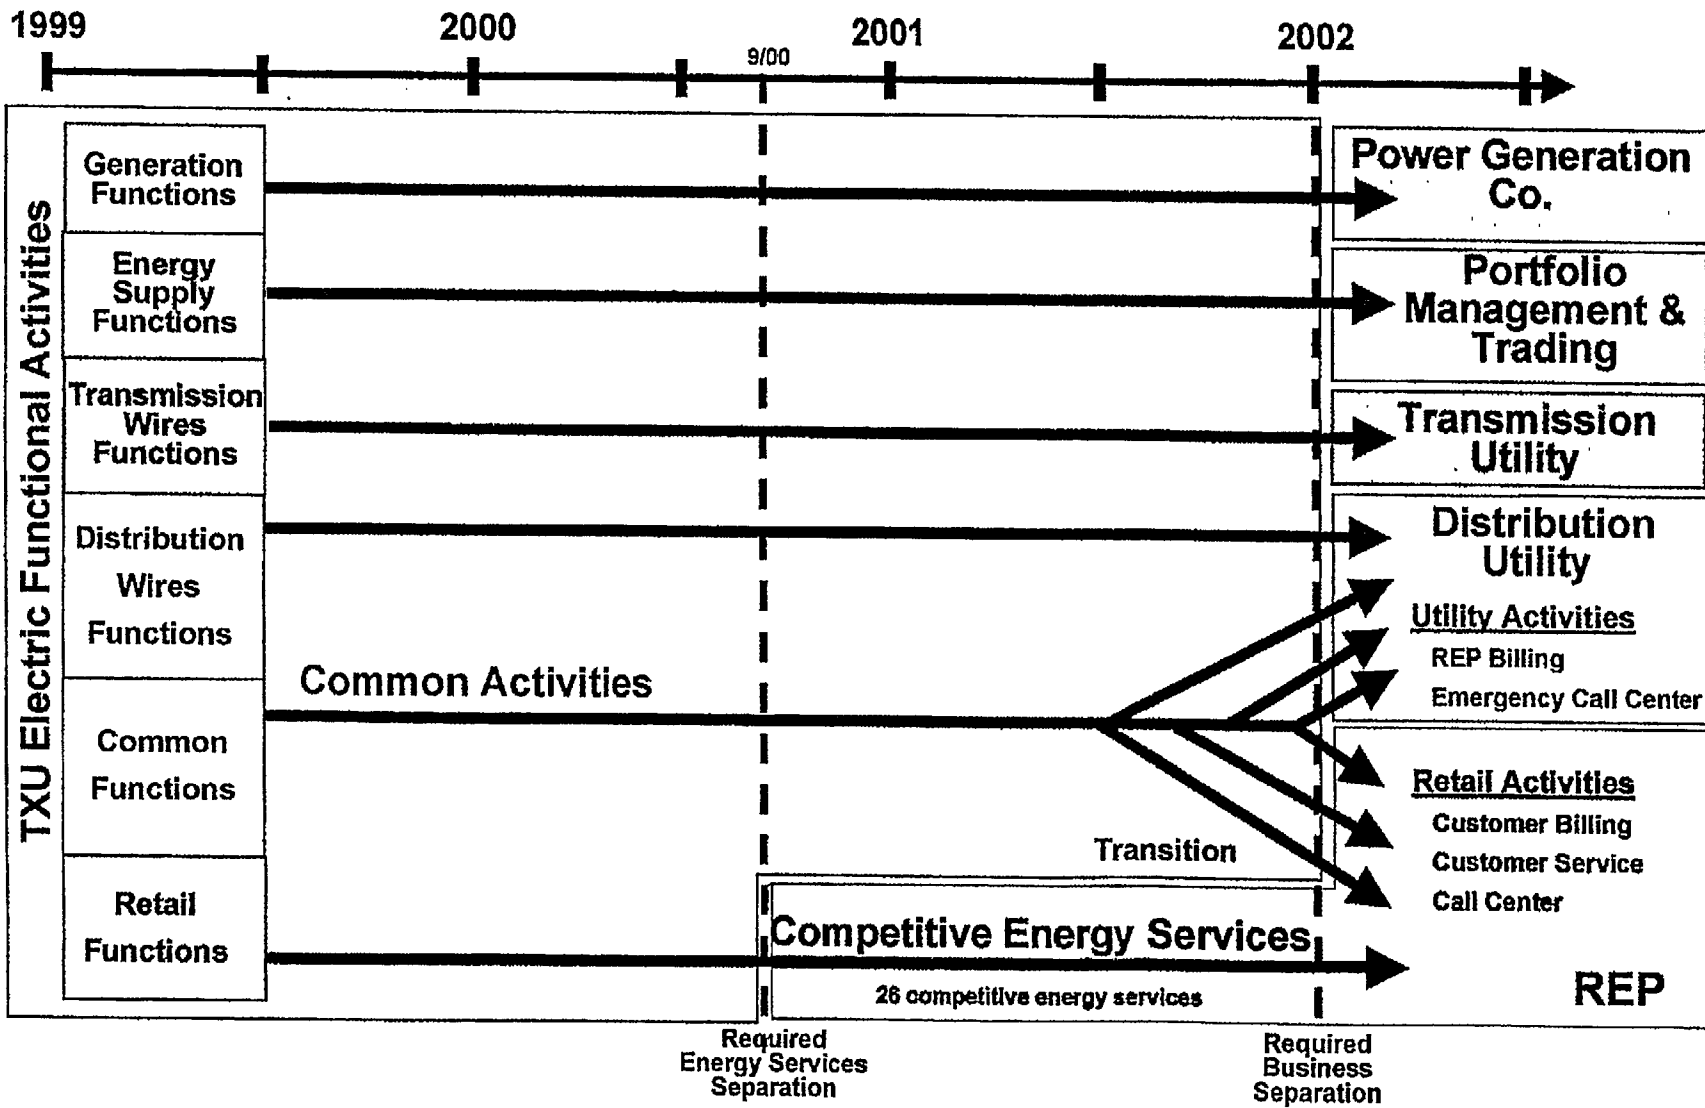 1999
2000
9/00
2001
2002
TXU Electric Functional Activities
Generation
Functions
Energy
Supply
Functions
Transmission
Wires
Functions
Distribution
Wires
Functions
Common
Functions
Retail
Functions
Common Activities
Transition
Competitive Energy Services
26 competitive energy services
Power Generation
Co.
Portfolio
Management &
Trading
Transmission
Utility
Distribution
Utility
Utility Activities
REP Billing
Emergency Call Center
Retail Activities
Customer Billing
Customer Service
Call Center
REP
Required
Energy Services
Separation
Required
Business
Separation